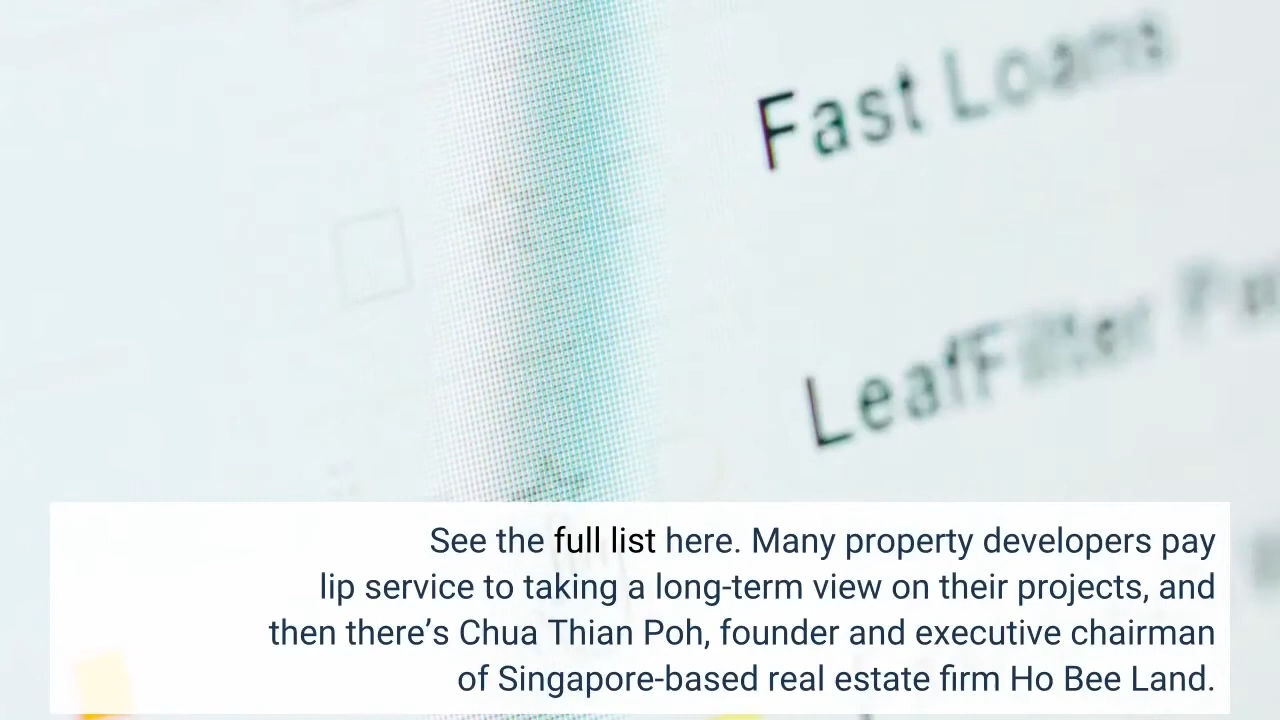 Fast Loans
LeafFilter
See the full list here. Many property developers pay
lip service to taking a long-term view on their projects, and
then there’s Chua Thian Poh, founder and executive chairman
of Singapore-based real estate firm Ho Bee Land.